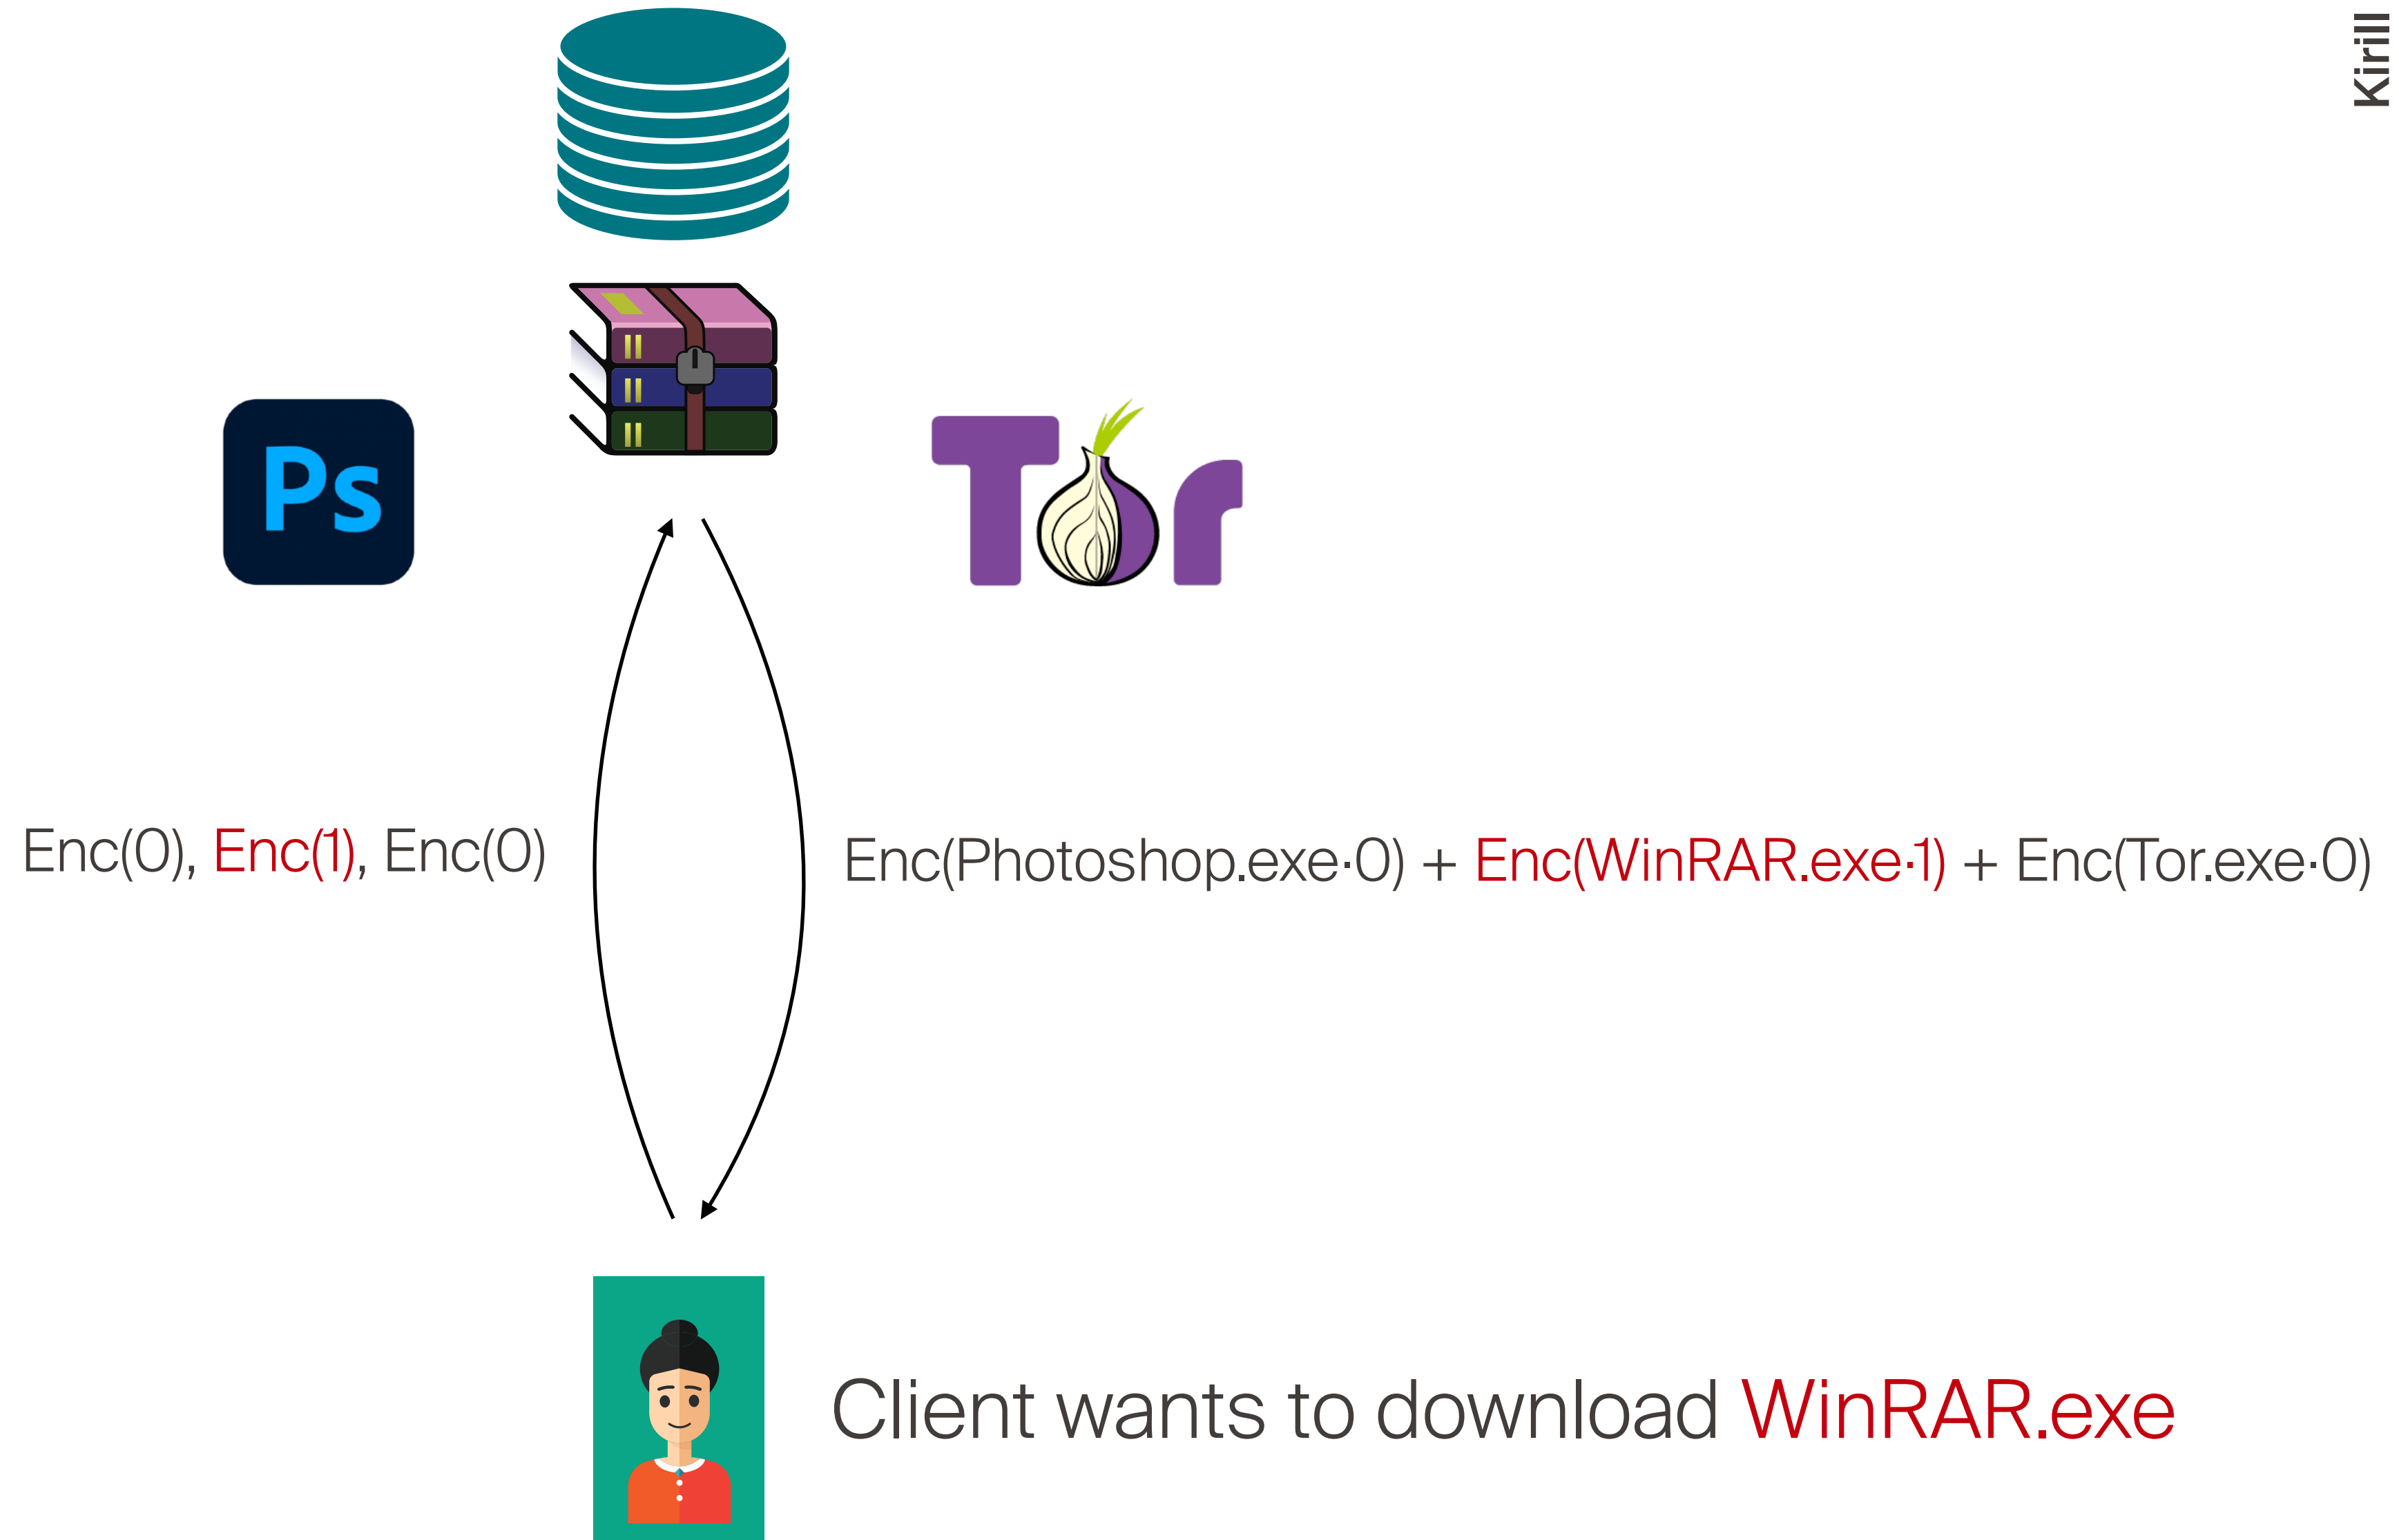 Kirill
Ps
Tor
Enc(0), Enc(1), Enc(0)
Enc(Photoshop.exe·0) + Enc(WinRAR.exe·1) + Enc(Tor.exe·0)
Client wants to download WinRAR.exe